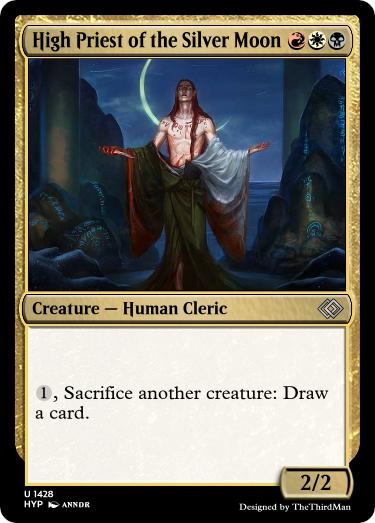 High Priest of the Silver Moon
Creature — Human Cleric
1, Sacrifice another creature: Draw
a card.
2/2
U 1428
HYP ANNDR
Designed by TheThirdMan